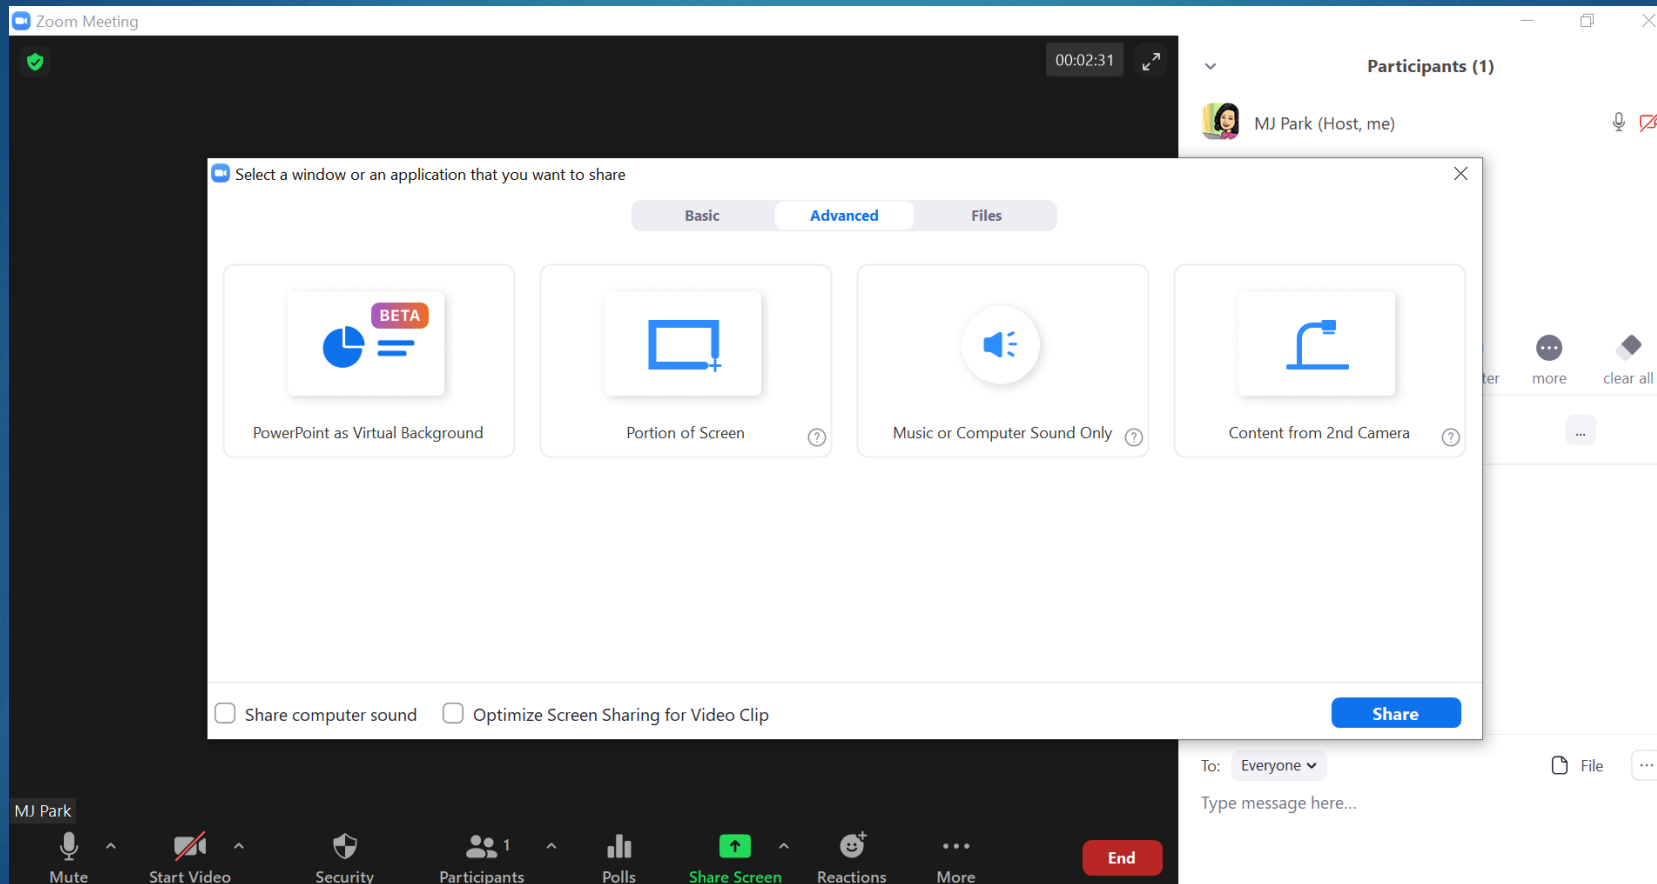 Zoom Meeting
00:02:31
Participants (1)
MJ Park (Host, me)
Select a window or an application that you want to share
Basic
Advanced
Files
BETA
PowerPoint as Virtual Background
Portion of Screen
?
Music or Computer Sound Only
?
Content from 2nd Camera
?
ter
more
clear all
...
Share computer sound
Optimize Screen Sharing for Video Clip
Share
To:
Everyone
File
...
Type message here...
MJ Park
Mute
Start Video
Security
1
Participants
Polls
Share Screen
Reactions
More
End